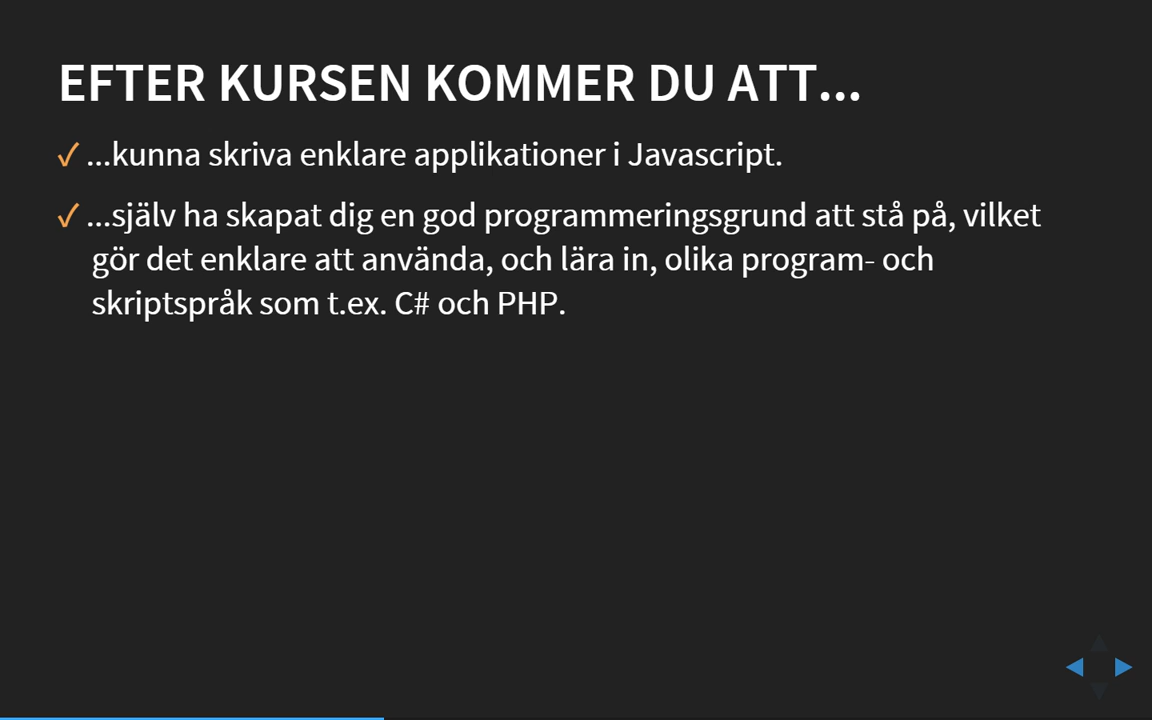 EFTER KURSEN KOMMER DU ATT...
✓ ...kunna skriva enklare applikationer i Javascript.
✓ ...själv ha skapat dig en god programmeringsgrund att stå på, vilket
gör det enklare att använda, och lära in, olika program- och
skriptspråk som t.ex. C# och PHP.